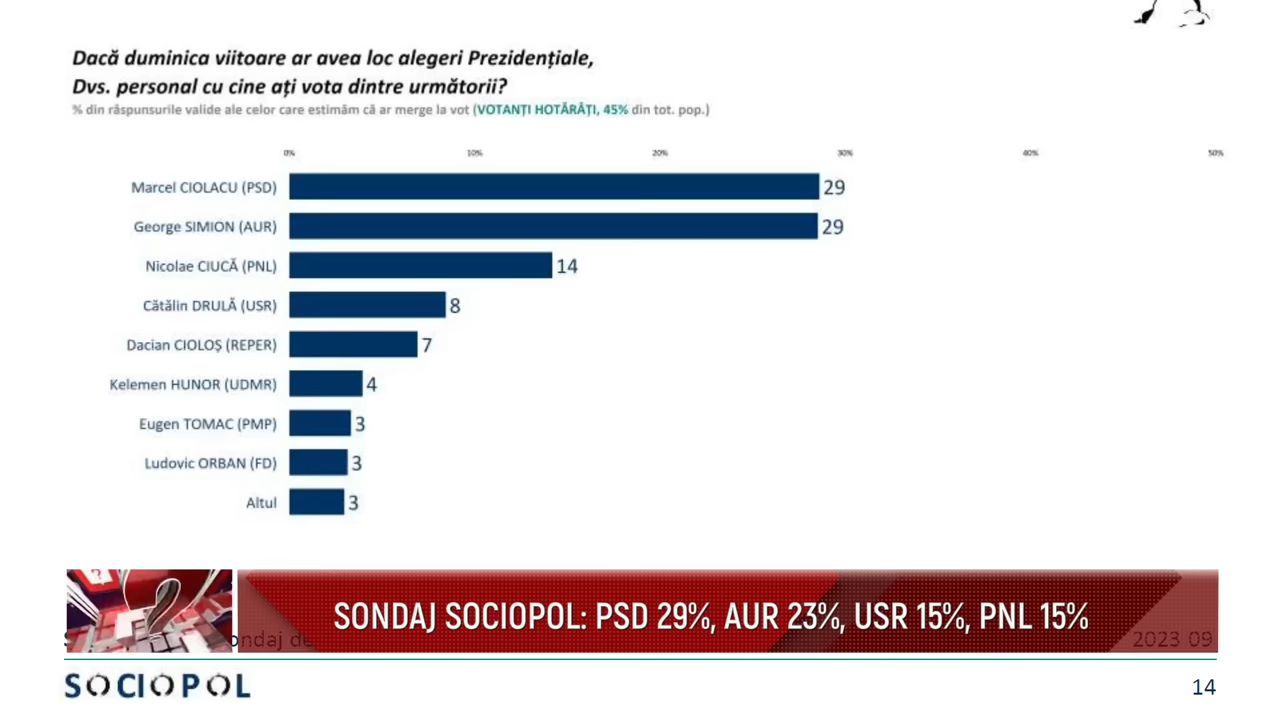 Dacă duminica viitoare ar avea loc alegeri Prezidențiale,
Dvs. personal cu cine ați vota dintre următorii?
% din răspunsurile valide ale celor care estimăm că ar merge la vot (VOTANȚI HOTĂRÂȚI, 45% din tot. pop.)
0% 10% 20% 30% 40% 50%
Marcel CIOLACU (PSD) 29
George SIMION (AUR) 29
Nicolae CIUCĂ (PNL) 14
Cătălin DRULĂ (USR) 8
Dacian CIOLOȘ (REPER) 7
Kelemen HUNOR (UDMR) 4
Eugen TOMAC (PMP) 3
Ludovic ORBAN (FD) 3
Altul 3
SONDAJ SOCIOPOL: PSD 29%, AUR 23%, USR 15%, PNL 15%
2023 09
SOCIOPOL 14